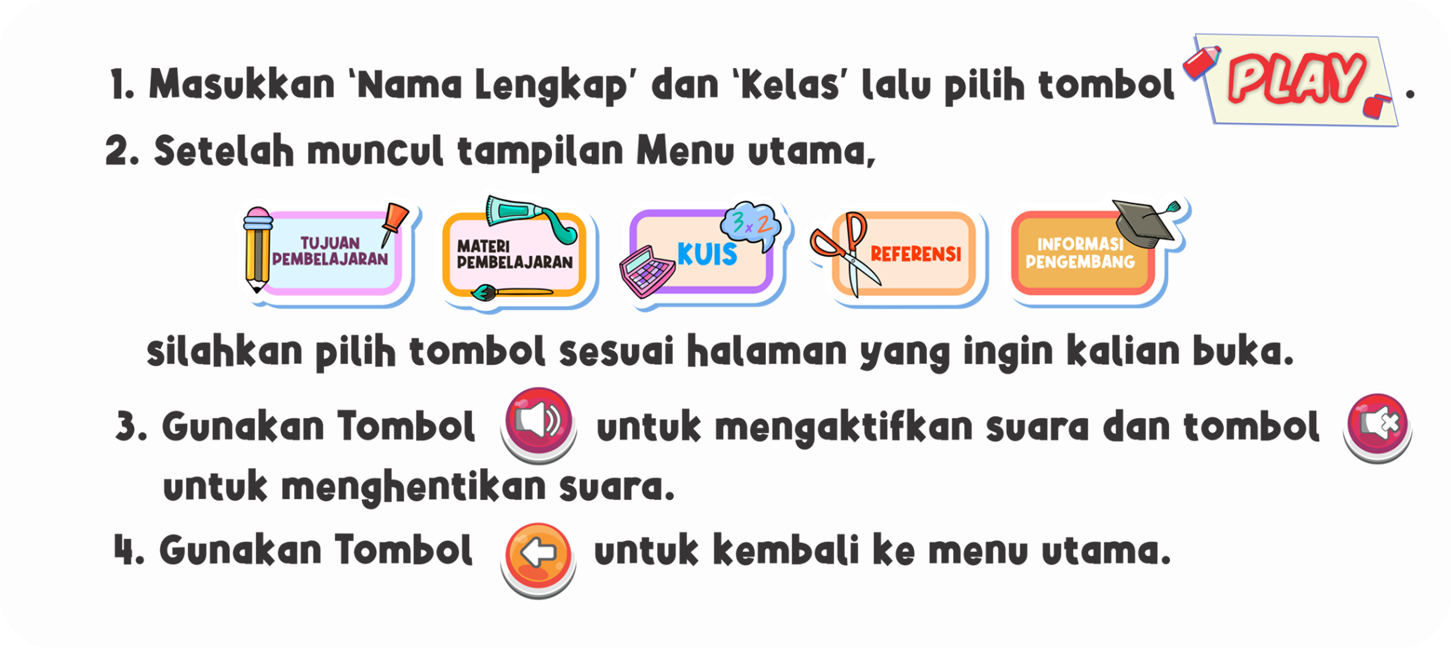 1. Masukkan ‘Nama Lengkap’ dan ‘Kelas’ lalu pilih tombol PLAY .
2. Setelah muncul tampilan Menu utama,
TUJUAN
PEMBELAJARAN
MATERI
PEMBELAJARAN
3x2
KUIS
REFERENSI
INFORMASI
PENGEMBANG
silahkan pilih tombol sesuai halaman yang ingin kalian buka.
3. Gunakan Tombol untuk mengaktifkan suara dan tombol
untuk menghentikan suara.
4. Gunakan Tombol untuk kembali ke menu utama.